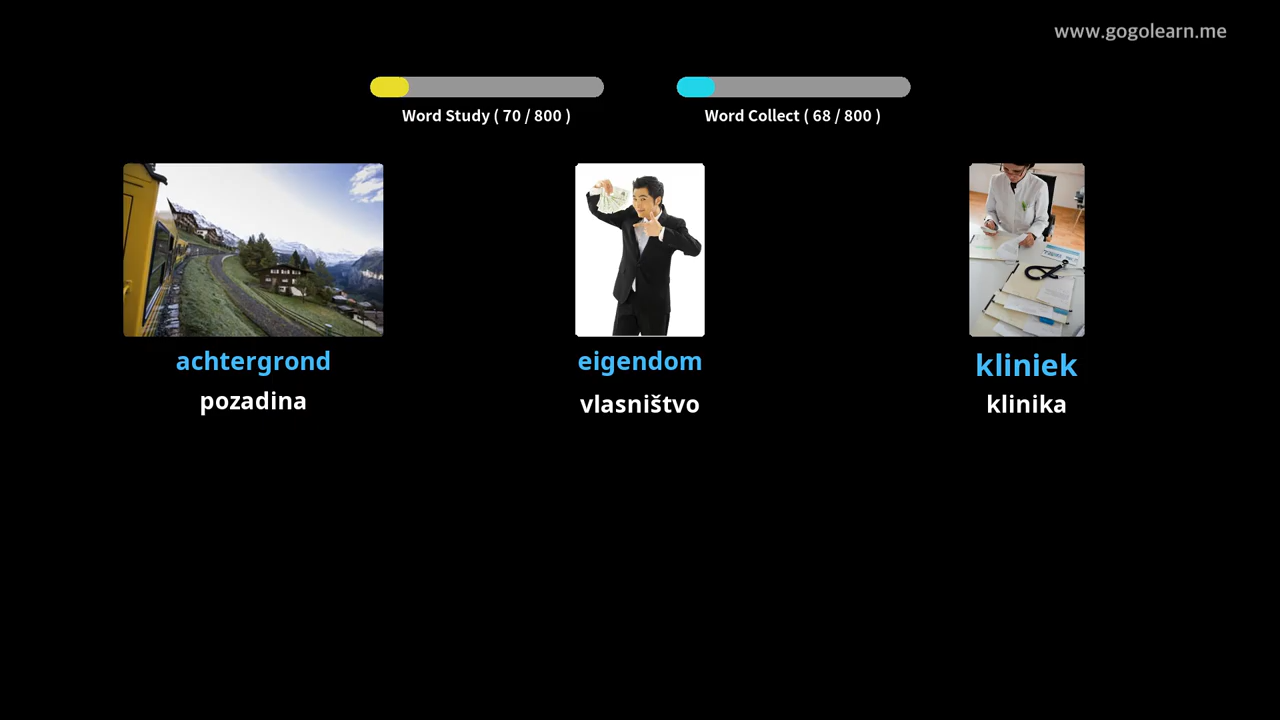 www.gogolearn.me
Word Study ( 70 / 800 )
Word Collect ( 68 / 800 )
achtergrond
pozadina
eigendom
vlasništvo
kliniek
klinika